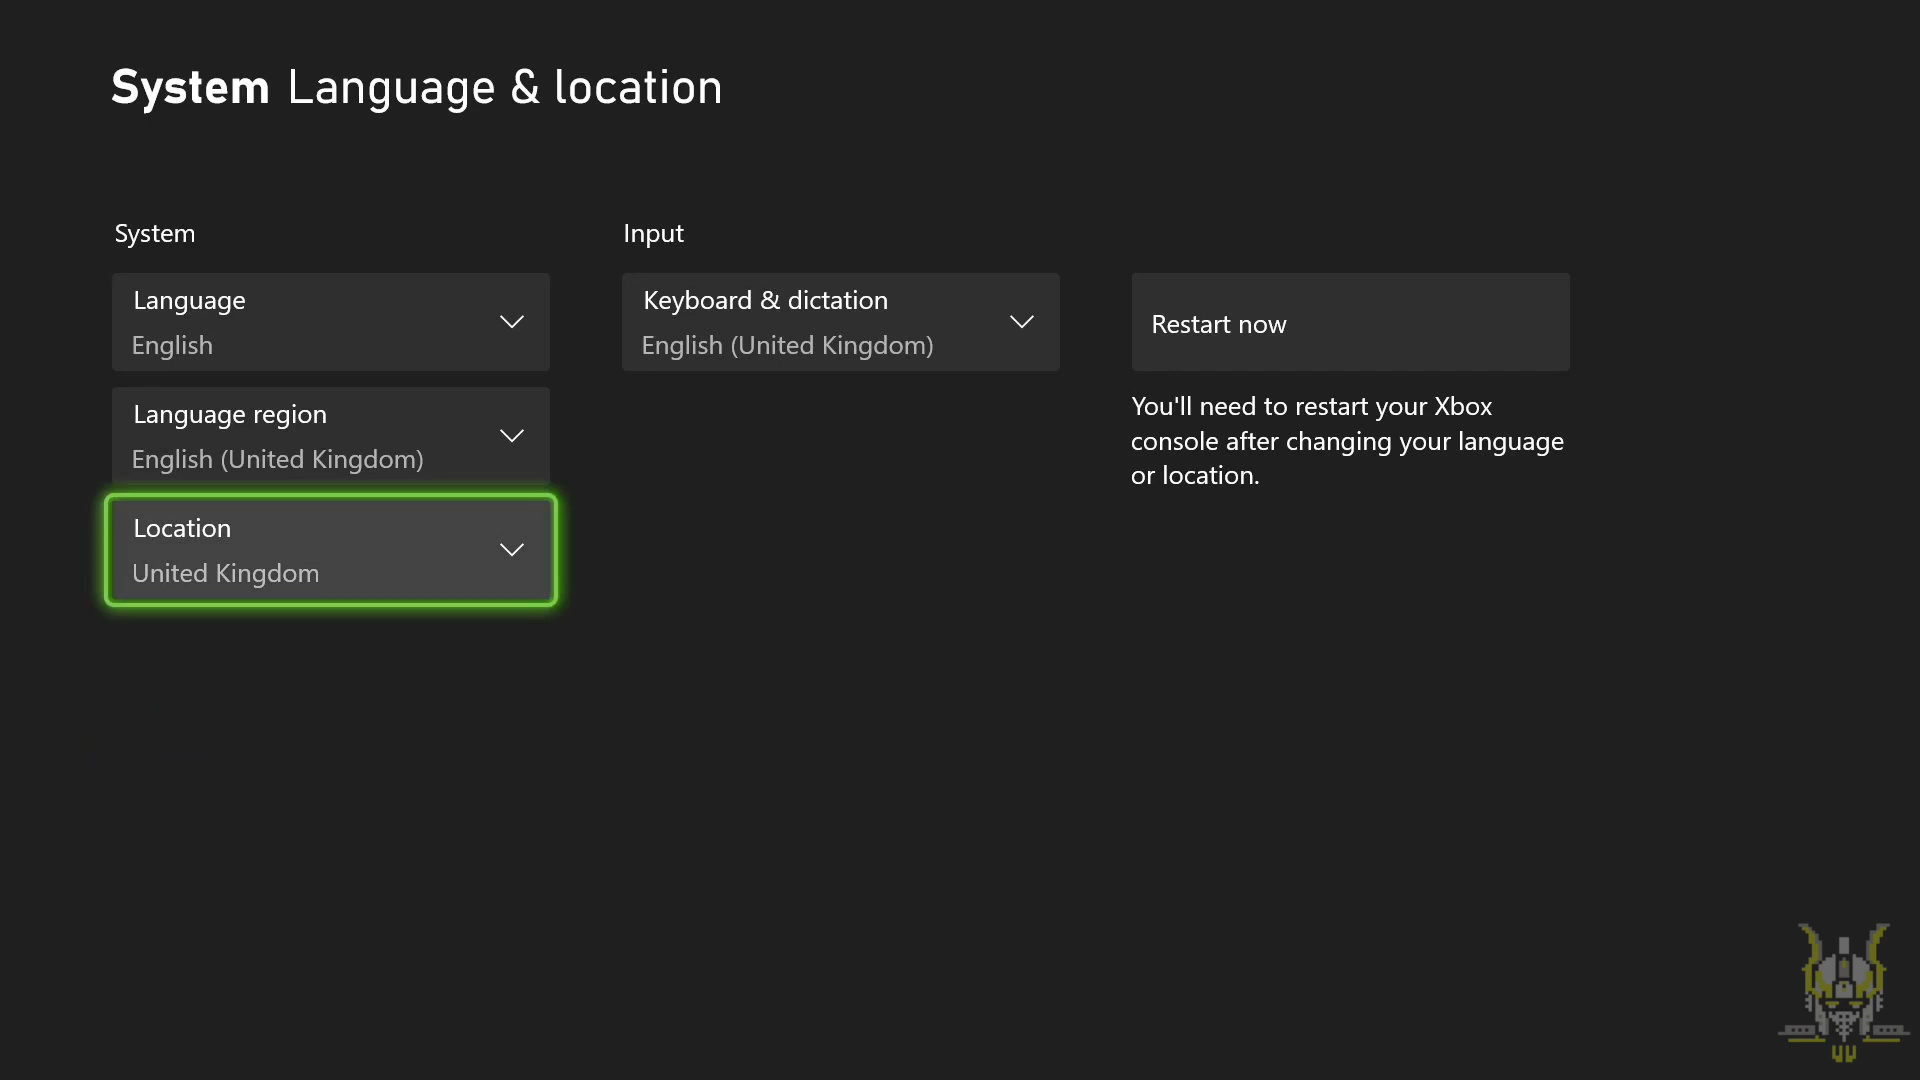 System Language & location
System
Language
English
Language region
English (United Kingdom)
Location
United Kingdom
Input
Keyboard & dictation
English (United Kingdom)
Restart now
You'll need to restart your Xbox
console after changing your language
or location.